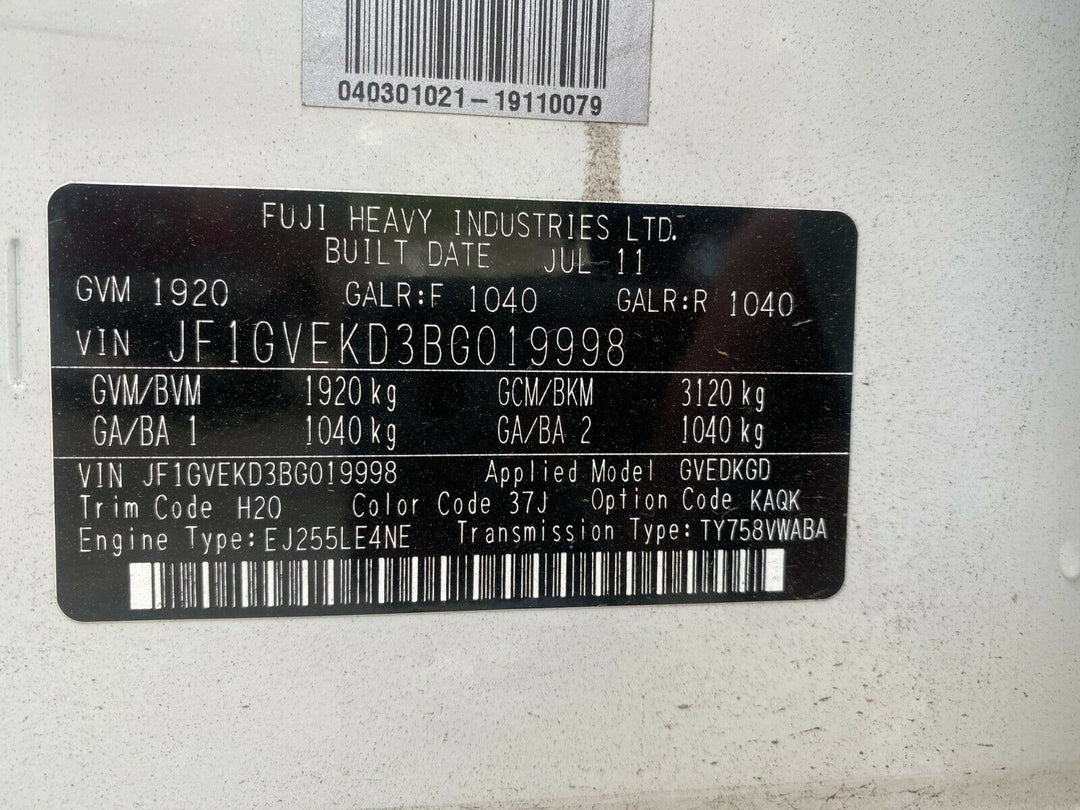 040301021-19110079
FUJI HEAVY INDUSTRIES LTD.
BUILT DATE JUL 11
GVM 1920 GALR:F 1040 GALR:R 1040
VIN JF1GVEKD3BG019998
GVM/BVM 1920 kg GCM/BKM 3120 kg
GA/BA 1 1040 kg GA/BA 2 1040 kg
VIN JF1GVEKD3BG019998 Applied Model GVEDKGD
Trim Code H20 Color Code 37J Option Code KAQK
Engine Type: EJ255LE4NE Transmission Type: TY758VWABA